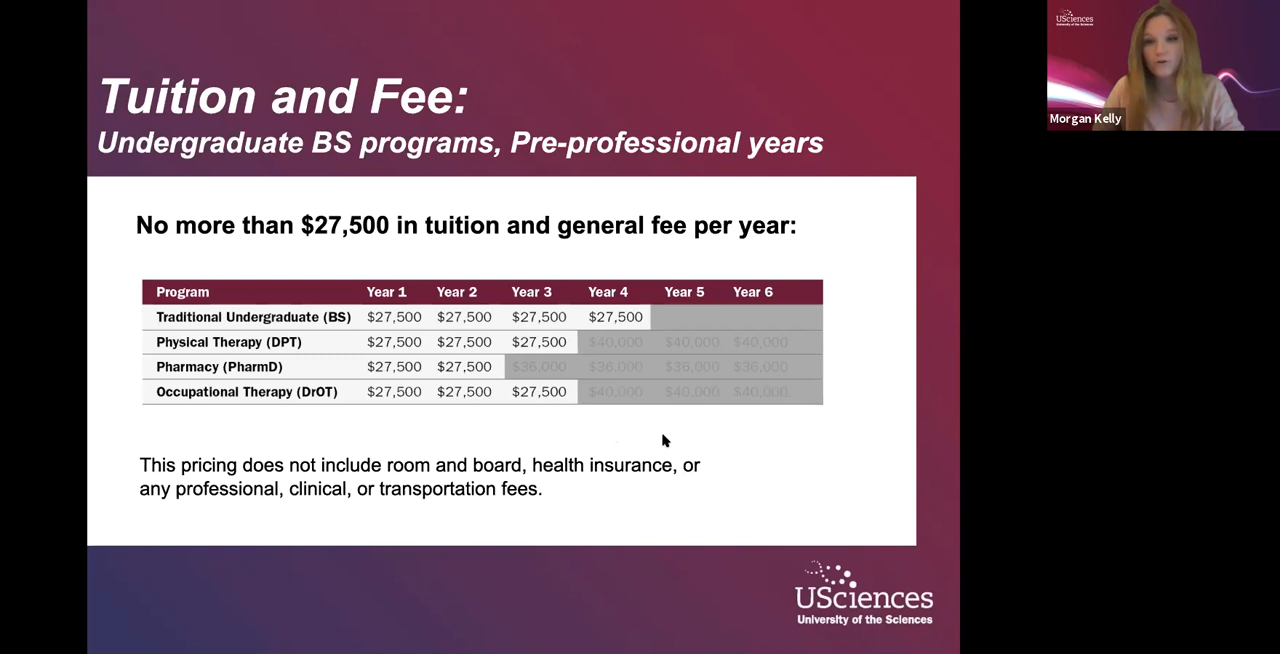 Tuition and Fee:
Undergraduate BS programs, Pre-professional years
No more than $27,500 in tuition and general fee per year:
Program Year 1 Year 2 Year 3 Year 4 Year 5 Year 6
Traditional Undergraduate (BS) $27,500 $27,500 $27,500 $27,500
Physical Therapy (DPT) $27,500 $27,500 $27,500 $40,000 $40,000 $40,000
Pharmacy (PharmD) $27,500 $27,500 $36,000 $36,000 $36,000 $36,000
Occupational Therapy (DrOT) $27,500 $27,500 $27,500 $40,000 $40,000 $40,000
This pricing does not include room and board, health insurance, or
any professional, clinical, or transportation fees.
USciences
University of the Sciences
USciences
University of the Sciences
Morgan Kelly